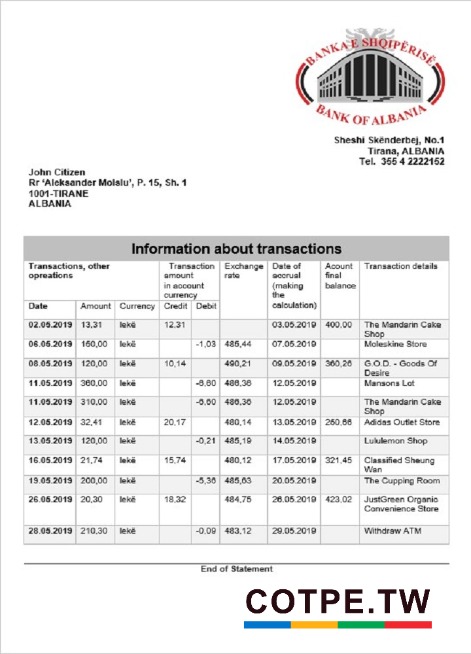 BANKA E SHQIPËRISË
BANK OF ALBANIA
Sheshi Skënderbej, No.1
Tirana, ALBANIA
Tel. 355 4 2222152
John Citizen
Rr 'Aleksander Moisiu', P. 15, Sh. 1
1001-TIRANE
ALBANIA
Information about transactions
Transactions, other opreations Transaction amount in account currency Exchange rate Date of accrual (making the calculation) Acount final balance Transaction details
Date Amount Currency Credit Debit
02.05.2019 13,31 lekë 12,31 03.05.2019 400,00 The Mandarin Cake Shop
06.05.2019 150,00 lekë -1,03 485,44 07.05.2019 Moleskine Store
08.05.2019 120,00 lekë 10,14 490,21 09.05.2019 360,26 G.O.D. - Goods Of Desire
11.05.2019 360,00 lekë -6,60 486,36 12.05.2019 Mansons Lot
11.05.2019 310,00 lekë -6,60 486,36 12.05.2019 The Mandarin Cake Shop
12.05.2019 32,41 lekë 20,17 480,14 13.05.2019 250,66 Adidas Outlet Store
13.05.2019 120,00 lekë -0,21 485,19 14.05.2019 Lululemon Shop
16.05.2019 21,74 lekë 15,74 480,12 17.05.2019 321,45 Classified Sheung Wan
19.05.2019 200,00 lekë -5,36 485,63 20.05.2019 The Cupping Room
26.05.2019 20,30 lekë 18,32 484,75 26.05.2019 423,02 JustGreen Organic Convenience Store
28.05.2019 210,30 lekë -0,09 483,12 29.05.2019 Withdraw ATM
End of Statement
COTPE.TW